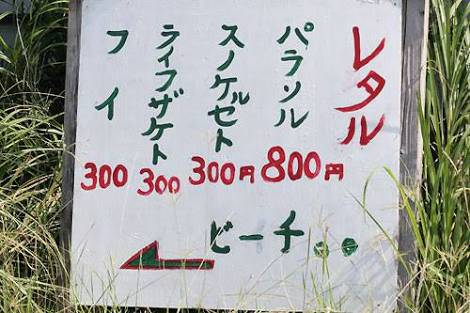 レタル
パラソル 800円
スノケルセト 300円
ライフザケト 300
フイ 300
ビーチ。。